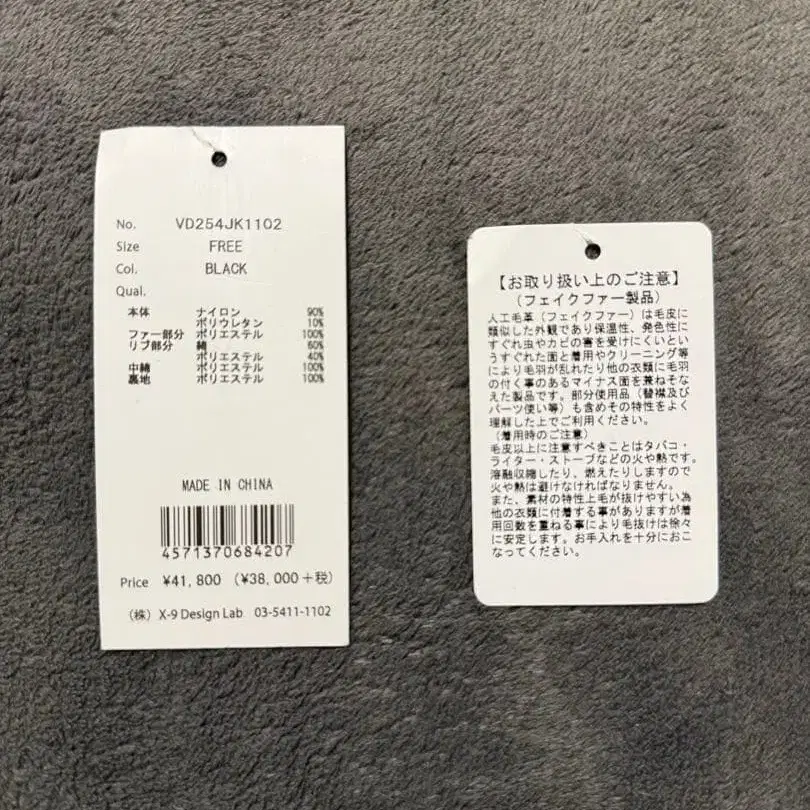 No. VD254JK1102
Size FREE
Col. BLACK
Qual.
本体 ナイロン 90%
ポリウレタン 10%
ファー部分 ポリエステル 100%
リブ部分 綿 60%
ポリエステル 40%
中綿 ポリエステル 100%
裏地 ポリエステル 100%
MADE IN CHINA
4571370684207
Price ¥41,800 (¥38,000+税)
(株) X-9 Design Lab 03-5411-1102
【お取り扱い上のご注意】
(フェイクファー製品)
人工毛革(フェイクファー)は毛皮に
類似した外観であり保温性、発色性に
すぐれ虫やカビの害を受けにくいとい
うすぐれた面と着用やクリーニング等
により毛羽が乱れたり他の衣類に毛羽
の付く事のあるマイナス面を兼ねそな
えた製品です。部分使用品(替襟及び
パーツ使い等)も含めその特性をよく
理解した上でご利用ください。
(着用時のご注意)
毛皮以上に注意すべきことはタバコ・
ライター・ストーブなどの火や熱です。
溶融収縮したり、燃えたりしますので
火や熱は避けなければなりません。
また、素材の特性上毛が抜けやすい為
他の衣類に付着する事がありますが着
用回数を重ねる事により毛抜けは徐々
に安定します。お手入れを十分におこ
なってください。